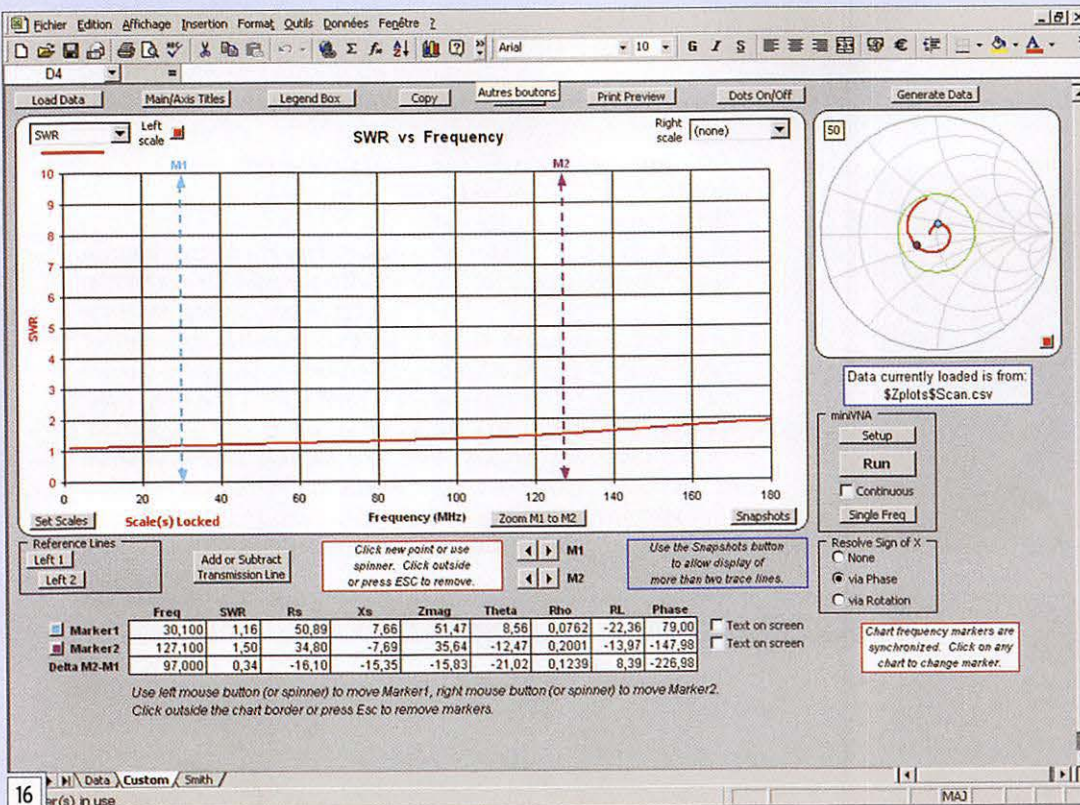 Fichier Edition Affichage Insertion Format Outils Données Fenêtre ?
Arial 10 G I S
D4 =
Load Data Main/Axis Titles Legend Box Copy Autres boutons Print Preview Dots On/Off Generate Data
SWR Left scale SWR vs Frequency Right scale (none)
50
M1 M2
10
9
8
7
6
5
4
3
2
1
0
SWR
0 20 40 60 80 100 120 140 160 180
Set Scales Scale(s) Locked Frequency (MHz) Zoom M1 to M2 Snapshots
Data currently loaded is from:
$Zplots$Scan.csv
miniVNA
Setup
Run
Continuous
Single Freq
Reference Lines
Left 1
Left 2
Add or Subtract
Transmission Line
Click new point or use
spinner. Click outside
or press ESC to remove.
M1
M2
Use the Snapshots button
to allow display of
more than two trace lines.
Resolve Sign of X
None
via Phase
via Rotation
Freq SWR Rs Xs Zmag Theta Rho RL Phase
Marker1 30,100 1,16 50,89 7,66 51,47 8,56 0,0762 -22,36 79,00 Text on screen
Marker2 127,100 1,50 34,80 -7,69 35,64 -12,47 0,2001 -13,97 -147,98 Text on screen
Delta M2-M1 97,000 0,34 -16,10 -15,35 -15,83 -21,02 0,1239 8,39 -226,98
Chart frequency markers are
synchronized. Click on any
chart to change marker.
Use left mouse button (or spinner) to move Marker1, right mouse button (or spinner) to move Marker2.
Click outside the chart border or press Esc to remove markers.
Data Custom Smith
16
er(s) in use
MAJ